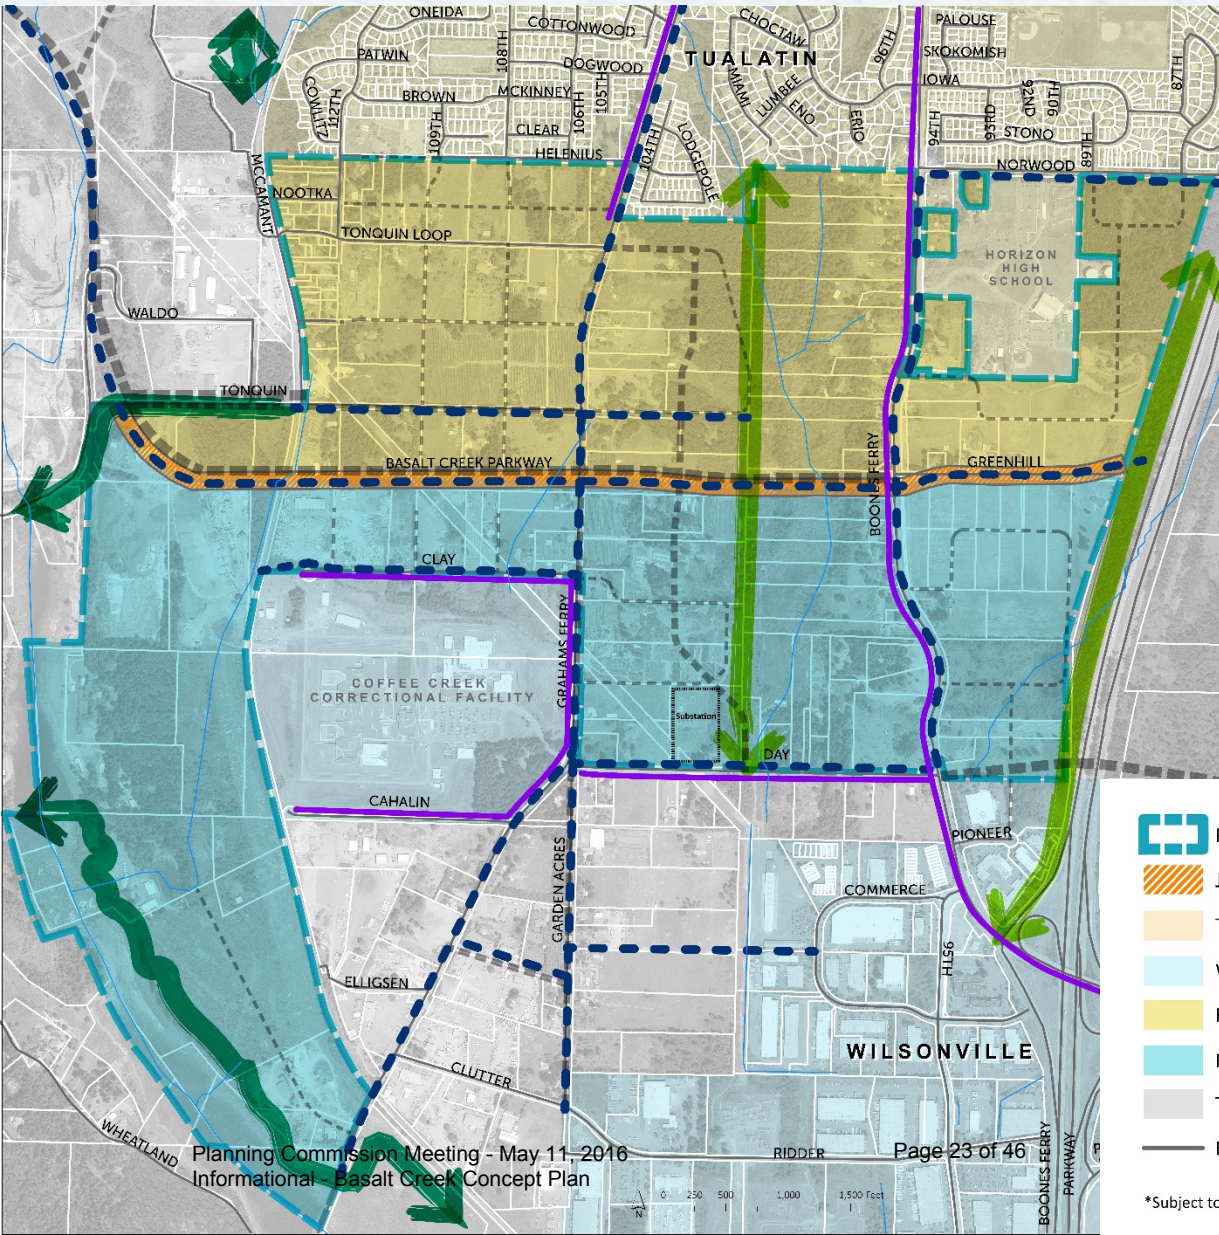 ONEIDA
COTTONWOOD
CHOCTAW
PALOUSE
PATWIN
108TH
DOGWOOD
TUALATIN
96TH
SKOKOMISH
IOWA
87TH
COWLITZ
112TH
BROWN
MCKINNEY
106TH
105TH
MIAMI
LUMBEE
ENO
ERIO
94TH
93RD
92ND
90TH
109TH
CLEAR
STONO
89TH
HELENIUS
104TH
LODGEPOLE
NORWOOD
MCCAMANT
NOOTKA
TONQUIN LOOP
HORIZON
HIGH
SCHOOL
WALDO
TONQUIN
BASALT CREEK PARKWAY
BOONES FERRY
GREENHILL
CLAY
GRAHAMS FERRY
COFFEE CREEK
CORRECTIONAL FACILITY
Substation
DAY
CAHALIN
PIONEER
GARDEN ACRES
COMMERCE
95TH
ELLIGSEN
WILSONVILLE
CLUTTER
WHEATLAND
Planning Commission Meeting - May 11, 2016
Informational - Basalt Creek Concept Plan
RIDDER
Page 23 of 46
BOONES FERRY
PARKWAY
N
0 250 500 1,000 1,500 Feet
*Subject to